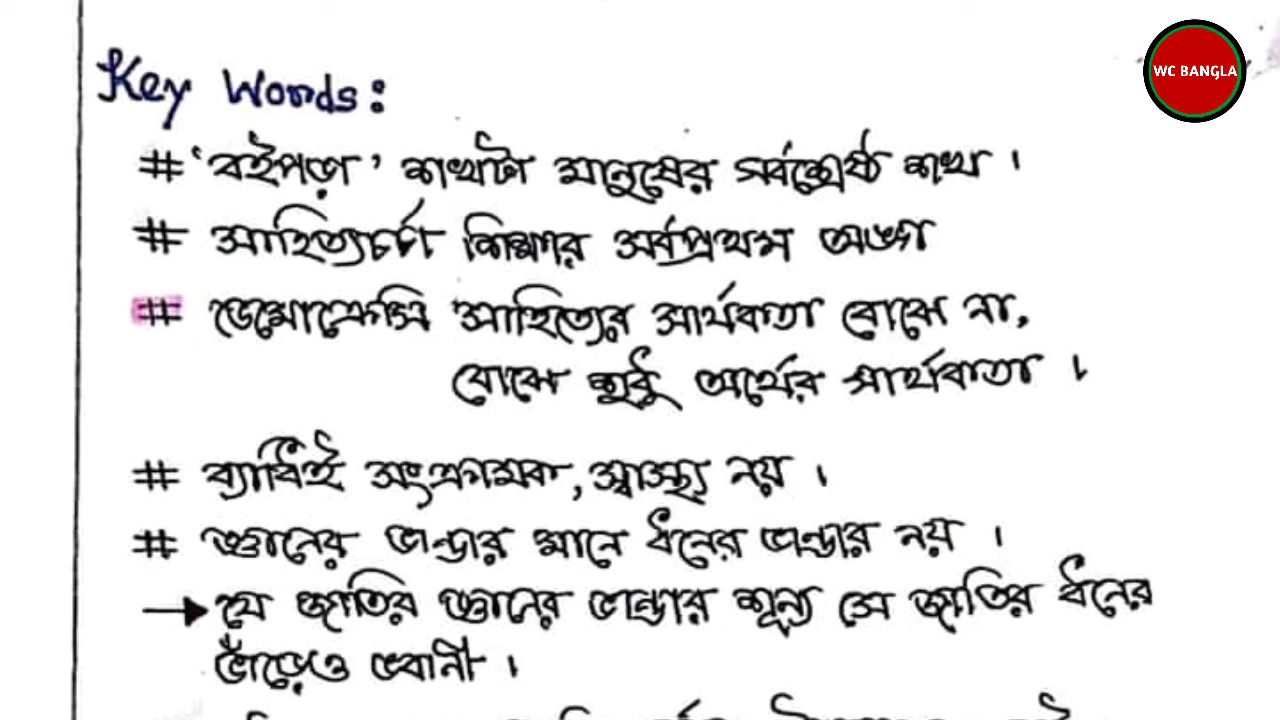 WC BANGLA
Key Words:
# 'বইপড়া' শখটা মানুষের সর্বশ্রেষ্ঠ শখ ।
# সাহিত্যচর্চা শিক্ষার সর্বপ্রথম অঙ্গ
# ডেমোক্রেসি সাহিত্যের সার্থকতা বোঝে না,
বোঝে শুধু অর্থের সার্থকতা ।
# ব্যাধিই সংক্রামক, স্বাস্থ্য নয় ।
# জ্ঞানের ভান্ডার মানে ধনের ভান্ডার নয় ।
→ যে জাতির জ্ঞানের ভান্ডার শূন্য সে জাতির ধনের
ভাঁড়েও ভবানী ।